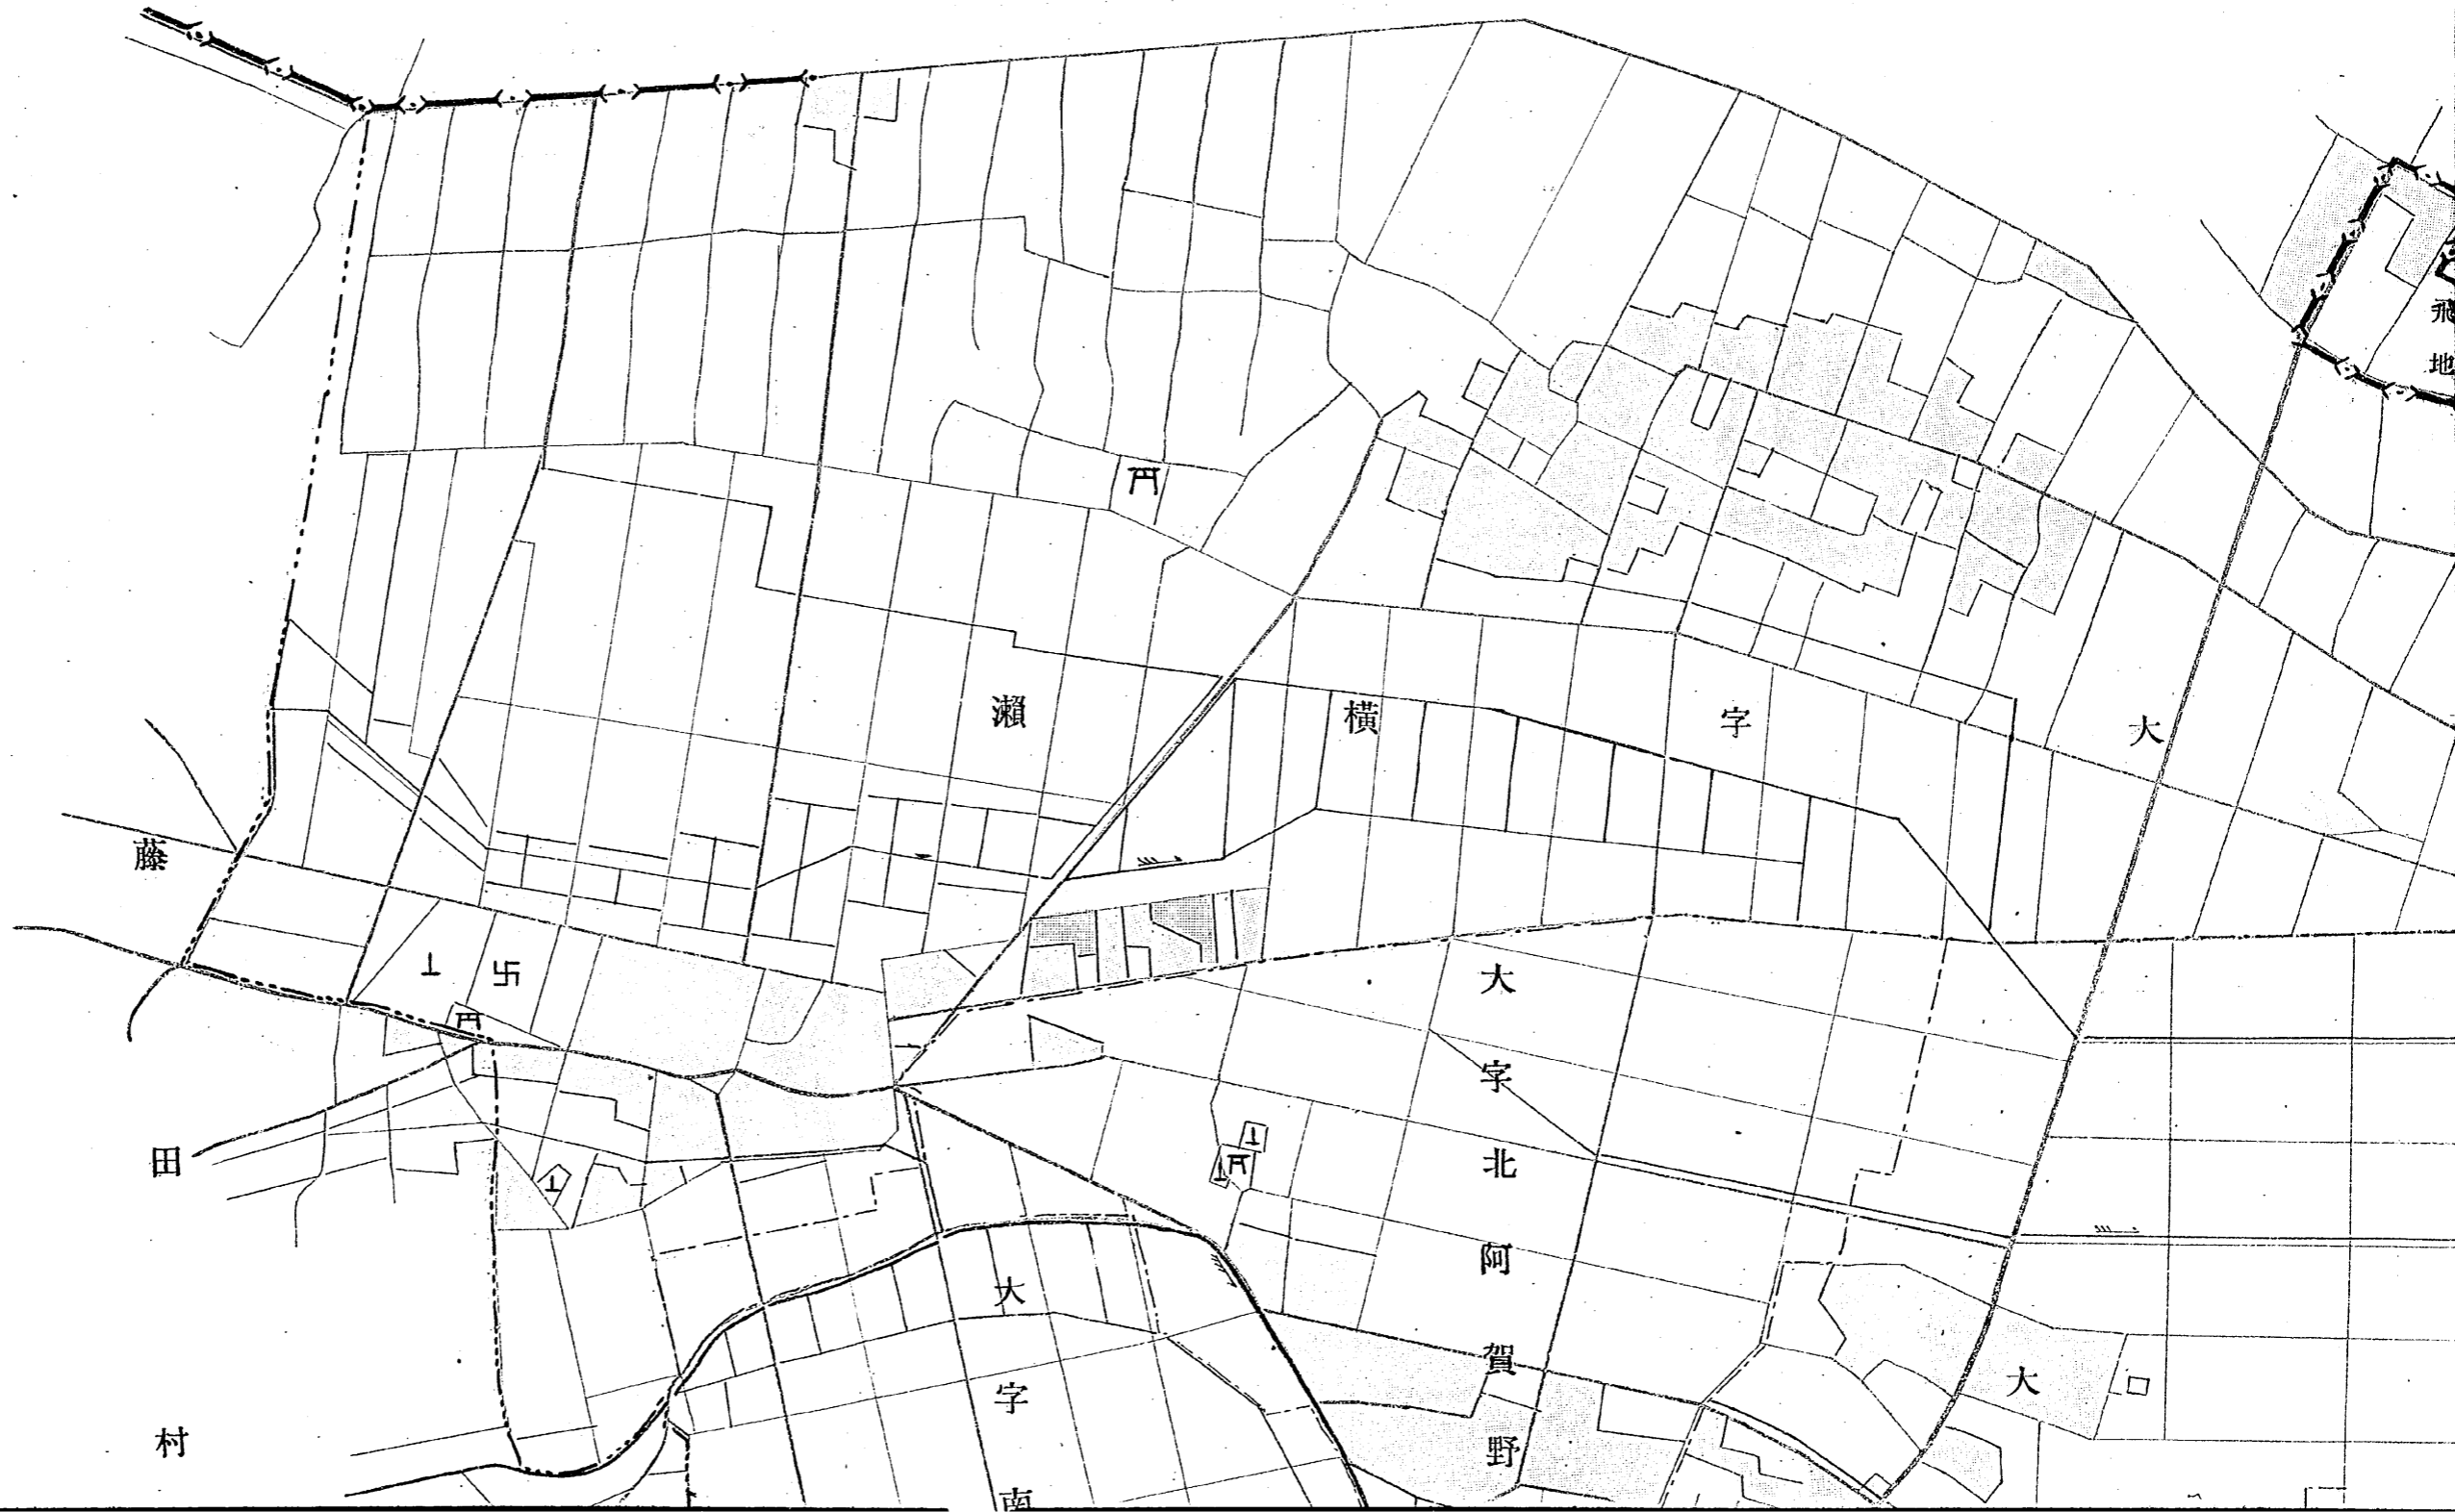 飛地
大字横瀬
藤田村
大字北阿賀野
大字南
大